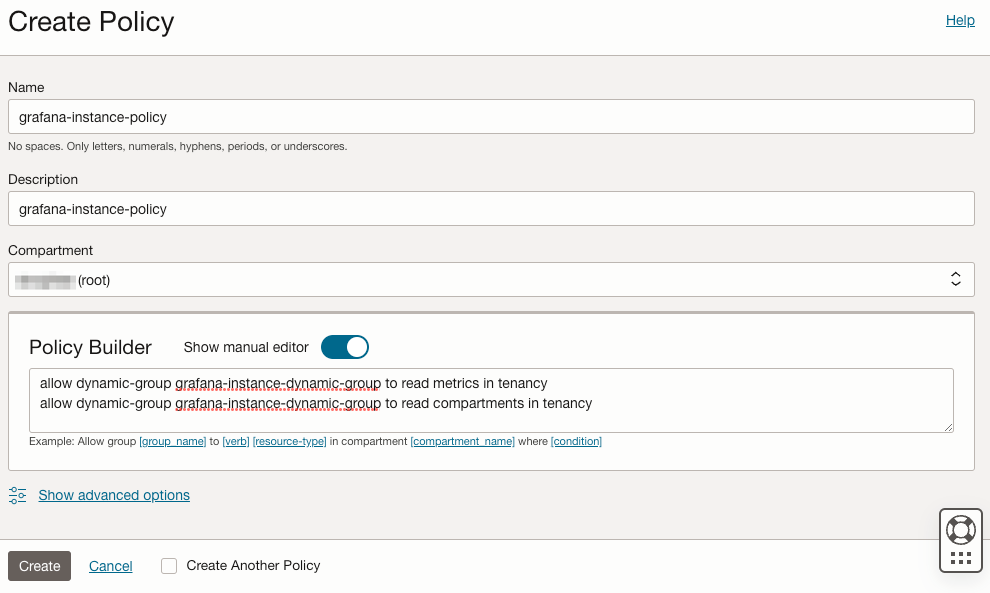 Create Policy
Help
Name
grafana-instance-policy
No spaces. Only letters, numerals, hyphens, periods, or underscores.
Description
grafana-instance-policy
Compartment
(root)
Policy Builder
Show manual editor
allow dynamic-group grafana-instance-dynamic-group to read metrics in tenancy
allow dynamic-group grafana-instance-dynamic-group to read compartments in tenancy
Example: Allow group [group_name] to [verb] [resource-type] in compartment [compartment_name] where [condition]
Show advanced options
Create
Cancel
Create Another Policy